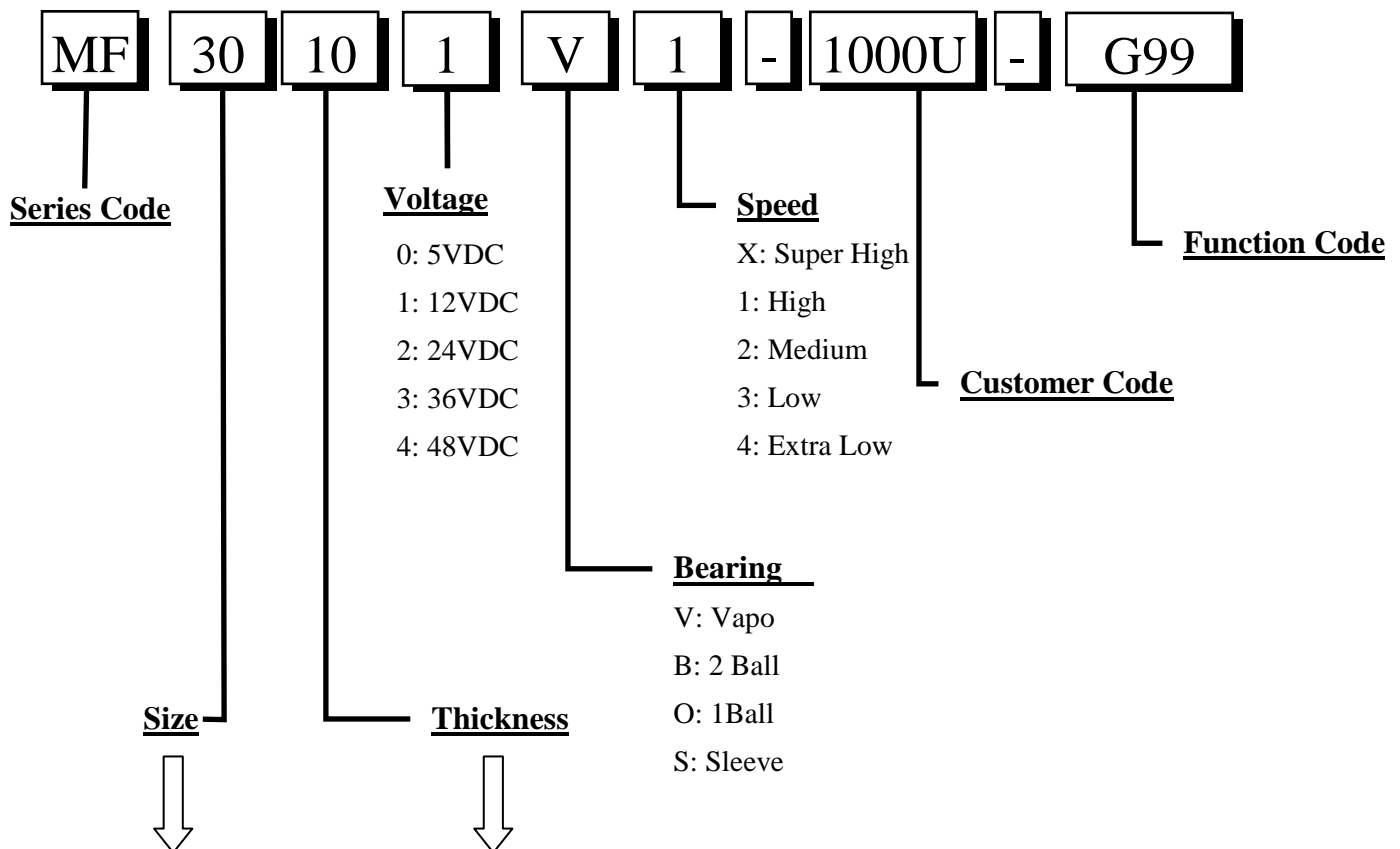 MF 30 10 1 V 1 - 1000U - G99
Series Code
Voltage
0: 5VDC
1: 12VDC
2: 24VDC
3: 36VDC
4: 48VDC
Speed
X: Super High
1: High
2: Medium
3: Low
4: Extra Low
Function Code
Customer Code
Bearing
V: Vapo
B: 2 Ball
O: 1Ball
S: Sleeve
Size
Thickness